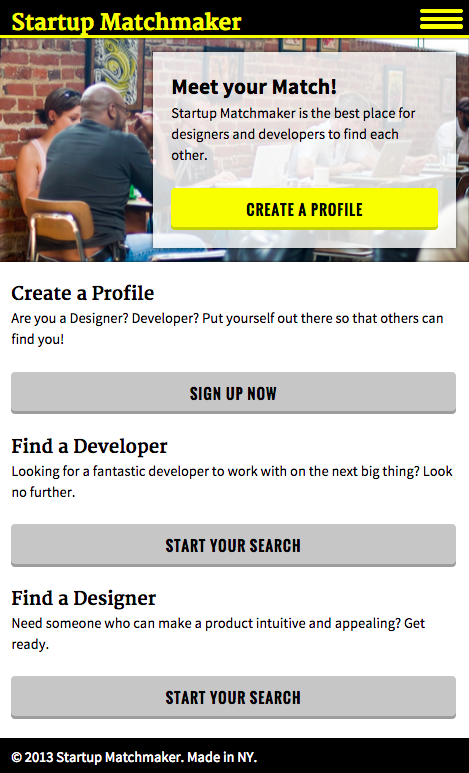 Startup Matchmaker
Meet your Match!
Startup Matchmaker is the best place for
designers and developers to find each
other.
CREATE A PROFILE
Create a Profile
Are you a Designer? Developer? Put yourself out there so that others can
find you!
SIGN UP NOW
Find a Developer
Looking for a fantastic developer to work with on the next big thing? Look
no further.
START YOUR SEARCH
Find a Designer
Need someone who can make a product intuitive and appealing? Get
ready.
START YOUR SEARCH
© 2013 Startup Matchmaker. Made in NY.